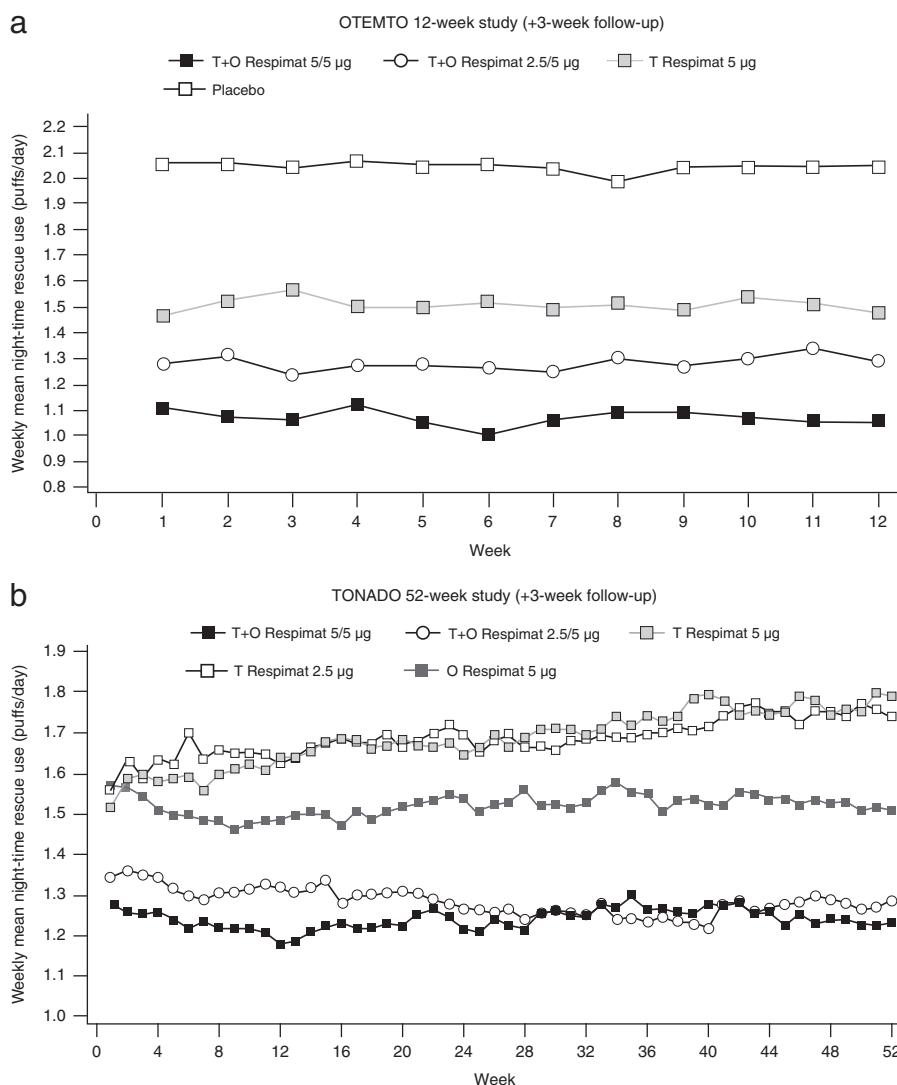 a
OTEMTO 12-week study (+3-week follow-up)
T+O Respimat 5/5 μg T+O Respimat 2.5/5 μg T Respimat 5 μg
Placebo
Weekly mean night-time rescue use (puffs/day)
2.2
2.1
2.0
1.9
1.8
1.7
1.6
1.5
1.4
1.3
1.2
1.1
1.0
0.9
0.8
0 1 2 3 4 5 6 7 8 9 10 11 12
Week
b
TONADO 52-week study (+3-week follow-up)
T+O Respimat 5/5 μg T+O Respimat 2.5/5 μg T Respimat 5 μg
T Respimat 2.5 μg O Respimat 5 μg
Weekly mean night-time rescue use (puffs/day)
1.9
1.8
1.7
1.6
1.5
1.4
1.3
1.2
1.1
1.0
0 4 8 12 16 20 24 28 32 36 40 44 48 52
Week